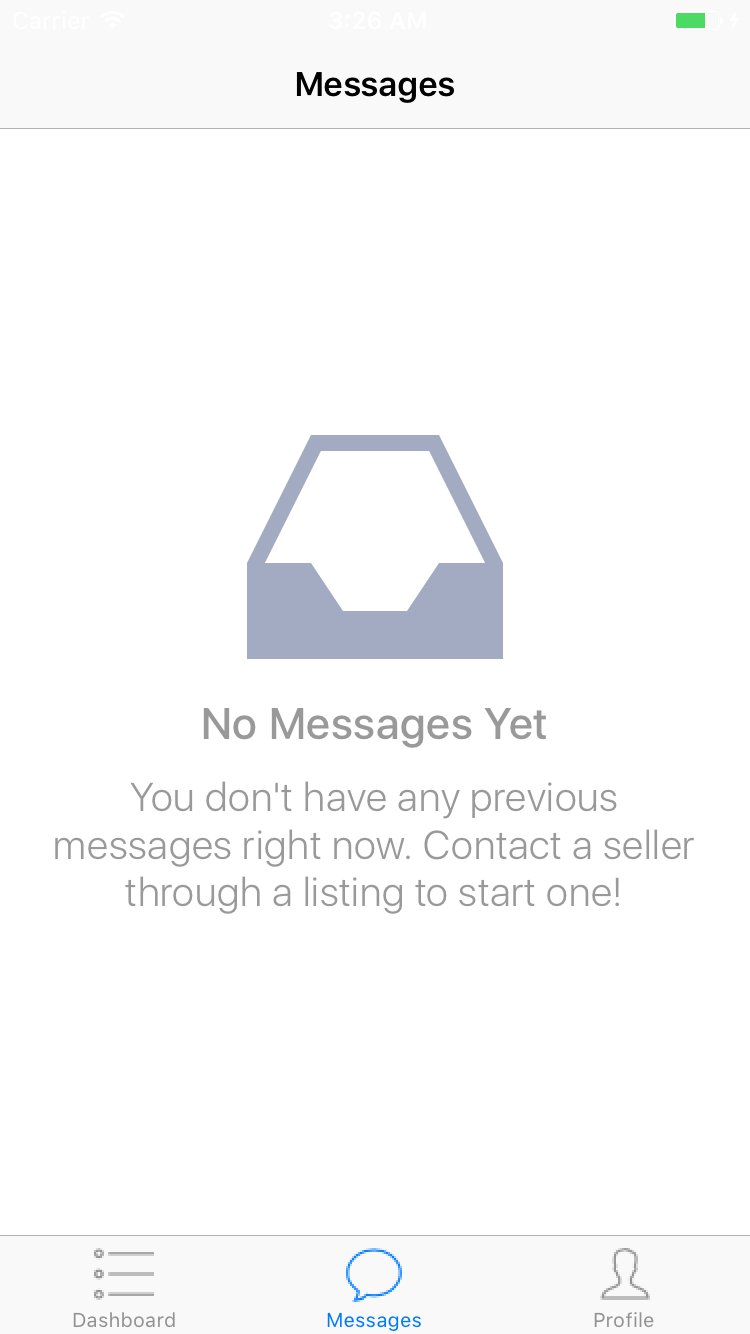 Carrier 3:26 AM
Messages
No Messages Yet
You don't have any previous
messages right now. Contact a seller
through a listing to start one!
Dashboard Messages Profile